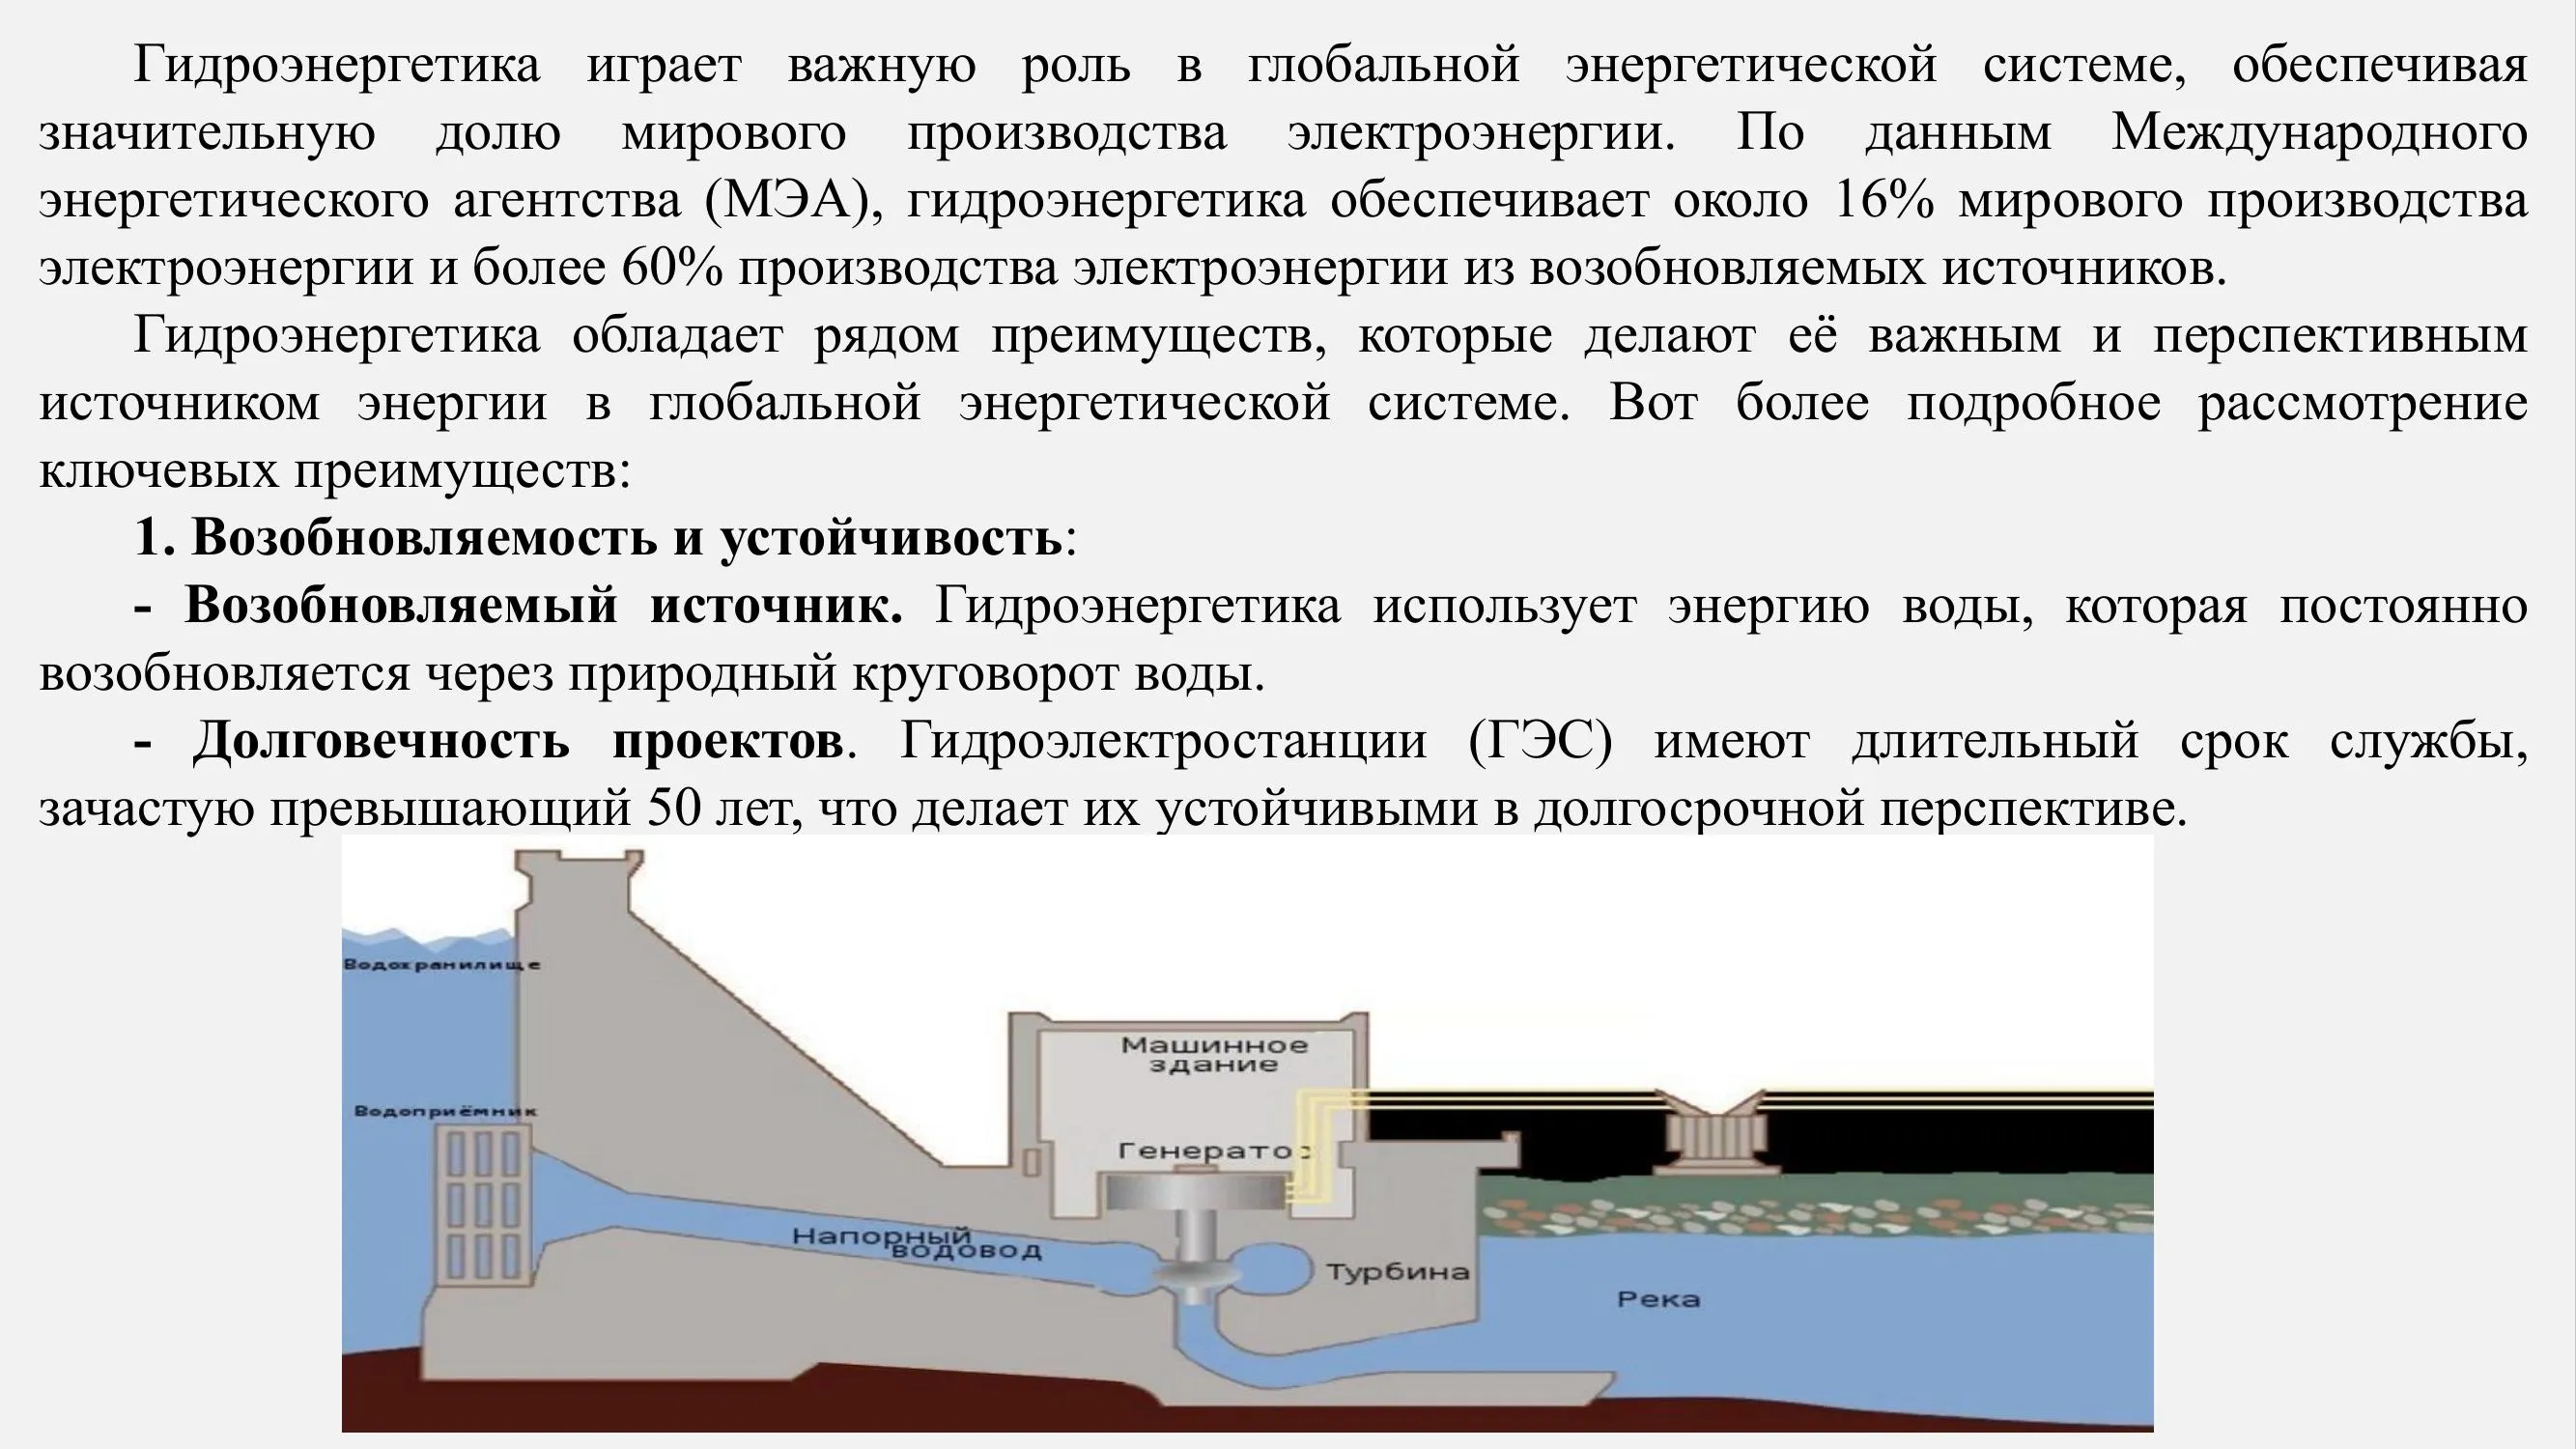 Гидроэнергетика играет важную роль в глобальной энергетической системе, обеспечивая
значительную долю мирового производства электроэнергии. По данным Международного
энергетического агентства (МЭА), гидроэнергетика обеспечивает около 16% мирового производства
электроэнергии и более 60% производства электроэнергии из возобновляемых источников.
Гидроэнергетика обладает рядом преимуществ, которые делают её важным и перспективным
источником энергии в глобальной энергетической системе. Вот более подробное рассмотрение
ключевых преимуществ:
1. Возобновляемость и устойчивость:
- Возобновляемый источник. Гидроэнергетика использует энергию воды, которая постоянно
возобновляется через природный круговорот воды.
- Долговечность проектов. Гидроэлектростанции (ГЭС) имеют длительный срок службы,
зачастую превышающий 50 лет, что делает их устойчивыми в долгосрочной перспективе.
Водохранилище
Машинное
здание
Водоприёмник
Генератор
Напорный
водовод
Турбина
Река